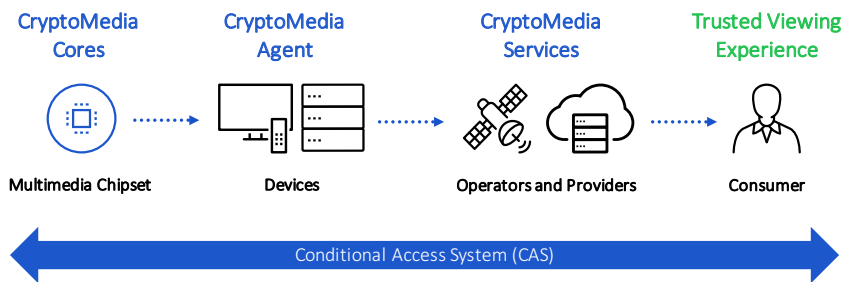 CryptoMedia
Cores
CryptoMedia
Agent
CryptoMedia
Services
Trusted Viewing
Experience
Multimedia Chipset
Devices
Operators and Providers
Consumer
Conditional Access System (CAS)